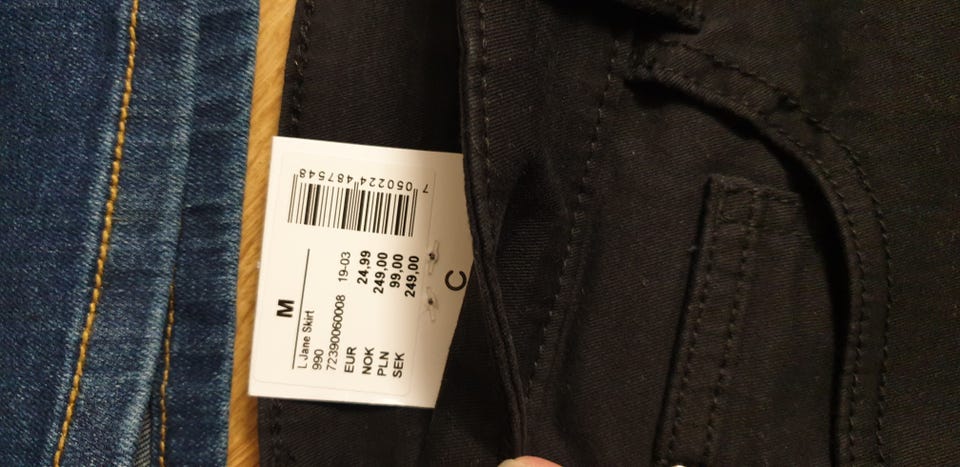 M
L Jane Skirt
990
72390060008 19-03
EUR 24,99
NOK 249,00
PLN 99,00
SEK 249,00
7 050224 487548
C